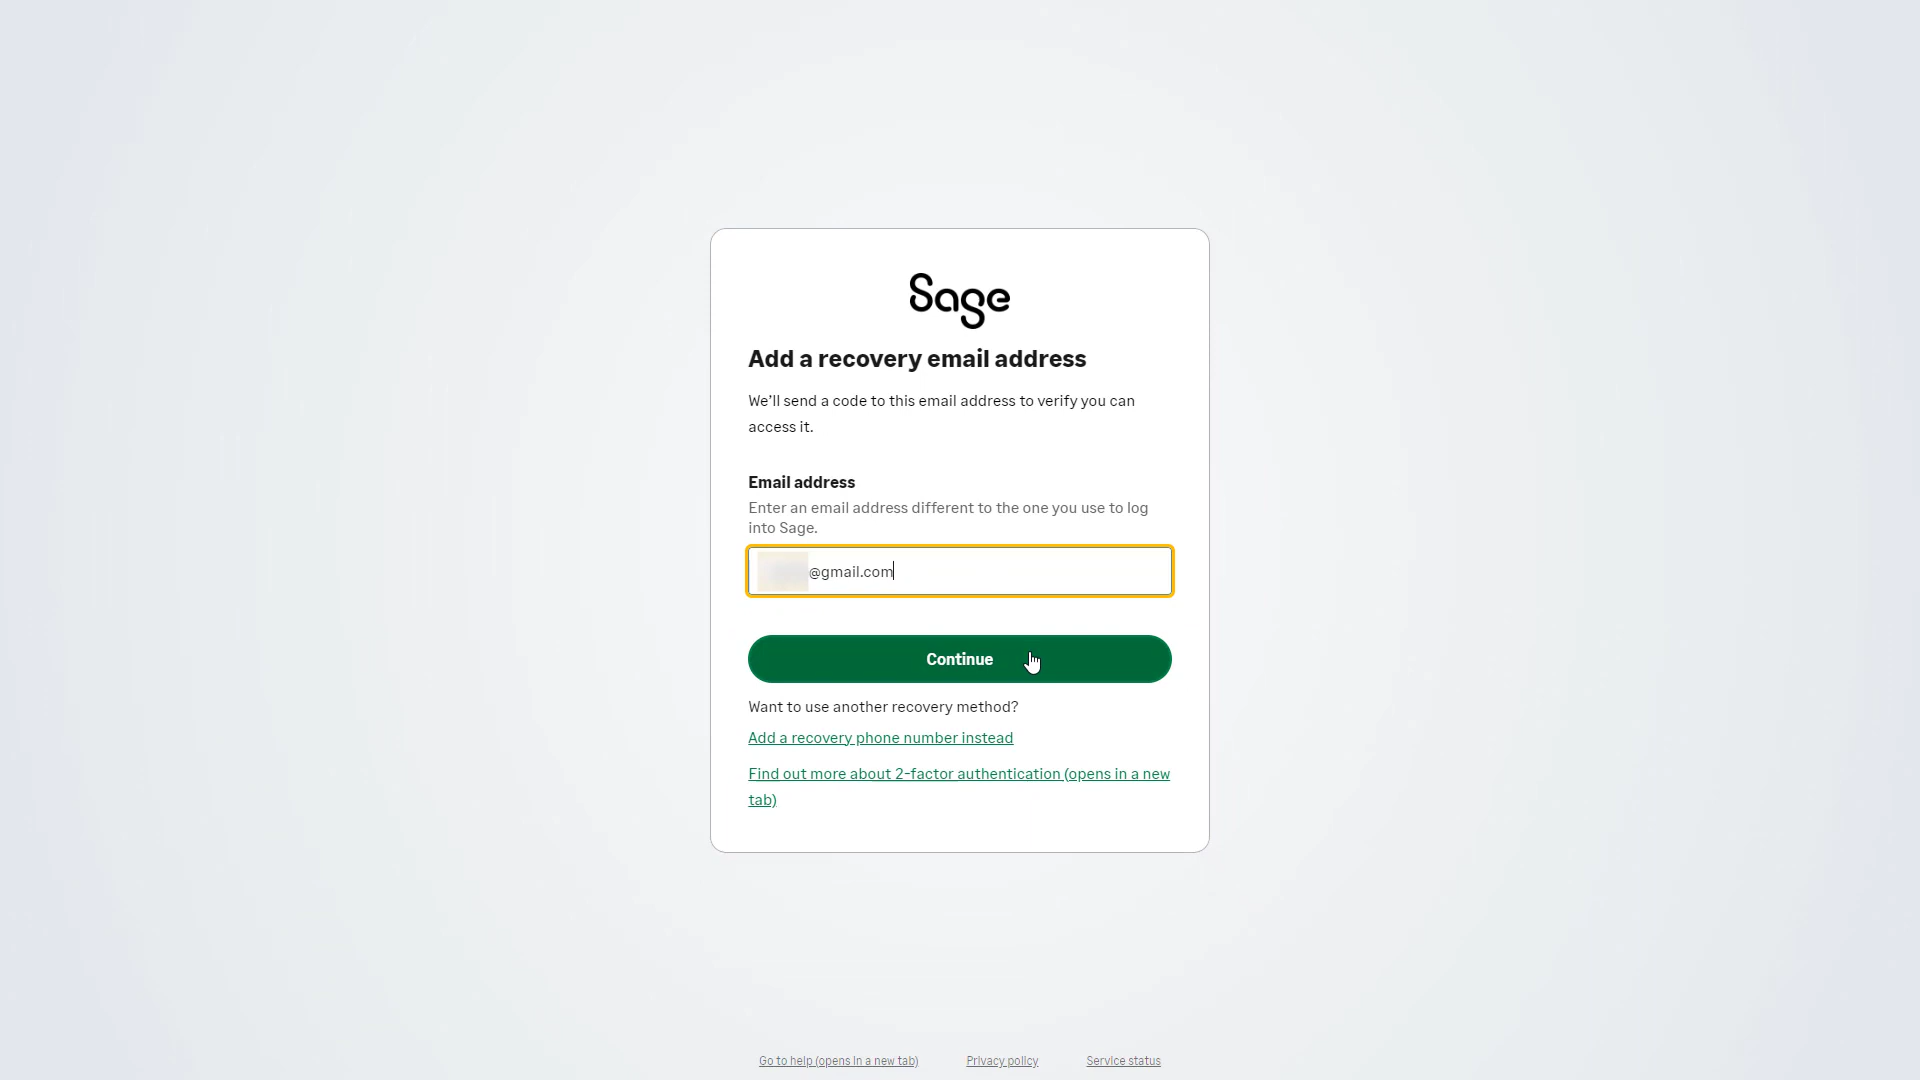 Sage
Add a recovery email address
We’ll send a code to this email address to verify you can
access it.
Email address
Enter an email address different to the one you use to log
into Sage.
@gmail.com
Continue
Want to use another recovery method?
Add a recovery phone number instead
Find out more about 2-factor authentication (opens in a new
tab)
Go to help (opens in a new tab) Privacy policy Service status